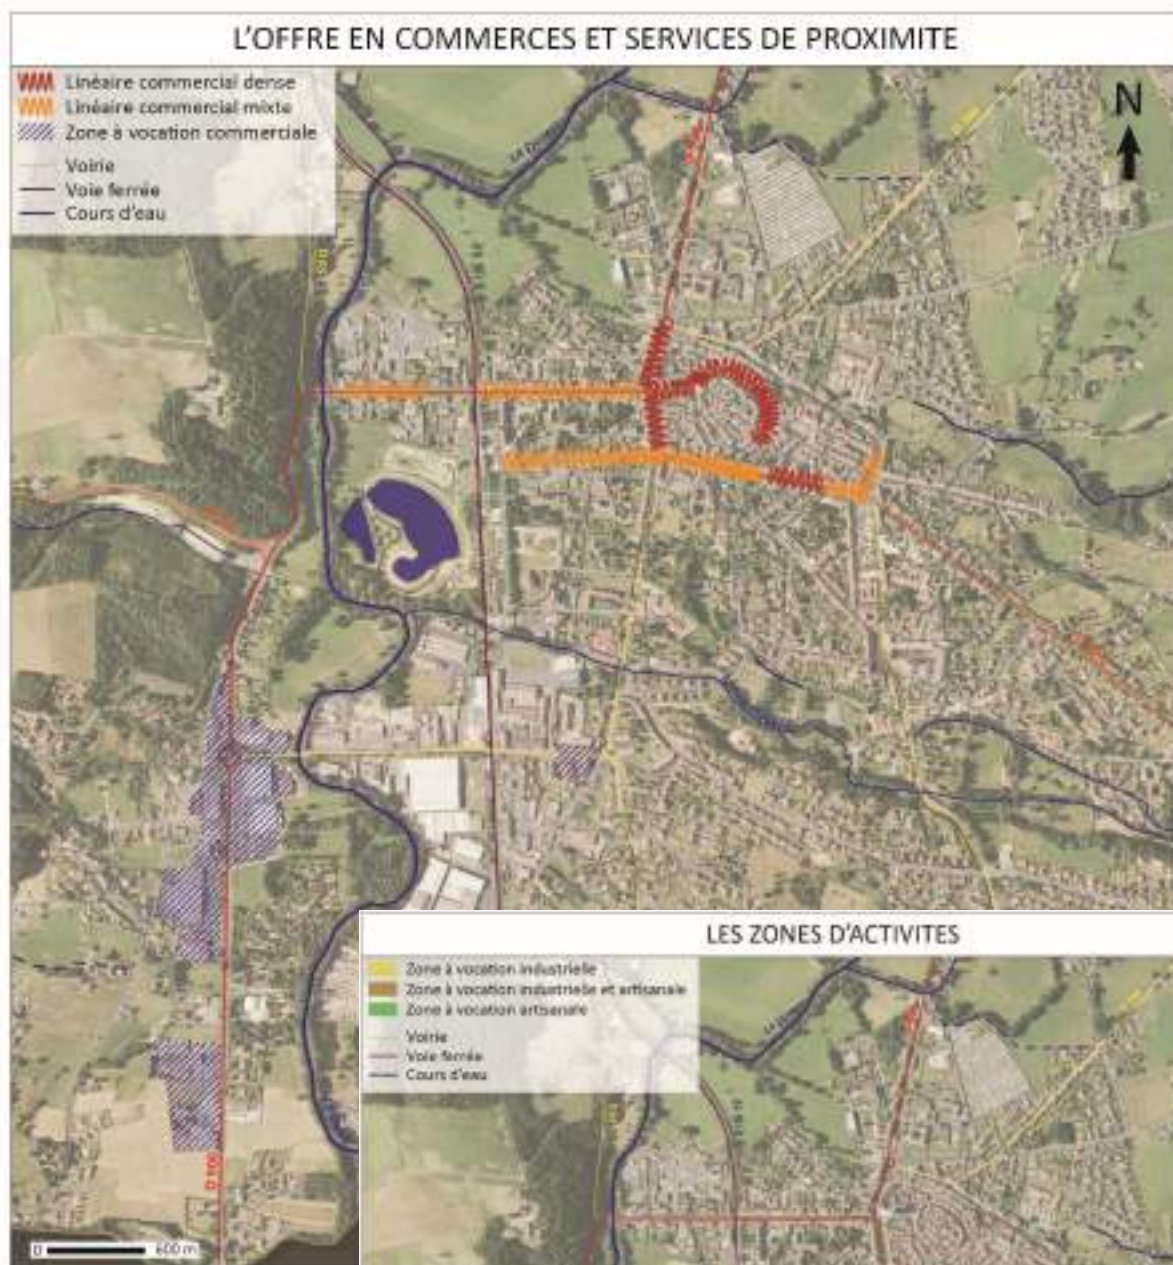 L'OFFRE EN COMMERCES ET SERVICES DE PROXIMITE
Linéaire commercial dense
Linéaire commercial mixte
Zone à vocation commerciale
Voirie
Voie ferrée
Cours d'eau
N
0 600 m
LES ZONES D'ACTIVITES
Zone à vocation industrielle
Zone à vocation industrielle et artisanale
Zone à vocation artisanale
Voirie
Voie ferrée
Cours d'eau